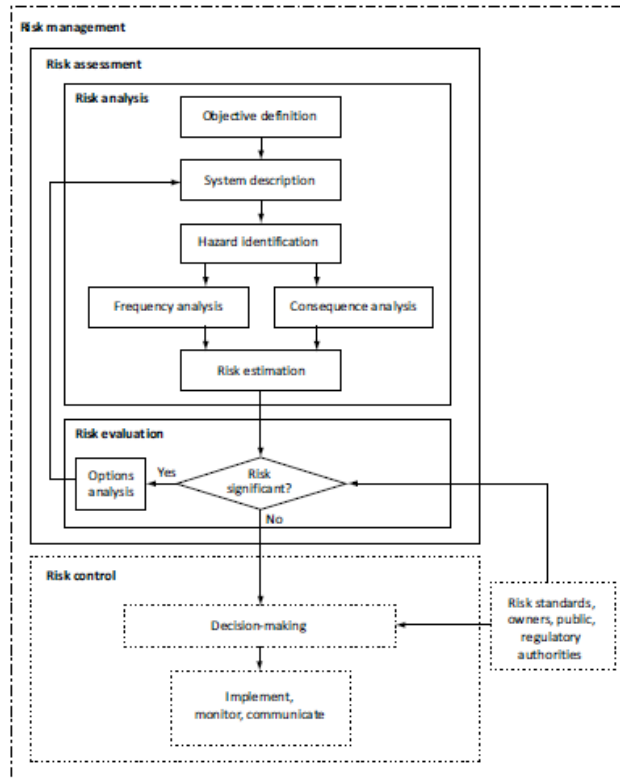 Risk management
Risk assessment
Risk analysis
Objective definition
System description
Hazard identification
Frequency analysis
Consequence analysis
Risk estimation
Risk evaluation
Options
analysis
Yes
Risk
significant?
No
Risk control
Decision-making
Risk standards,
owners, public,
regulatory
authorities
Implement,
monitor, communicate